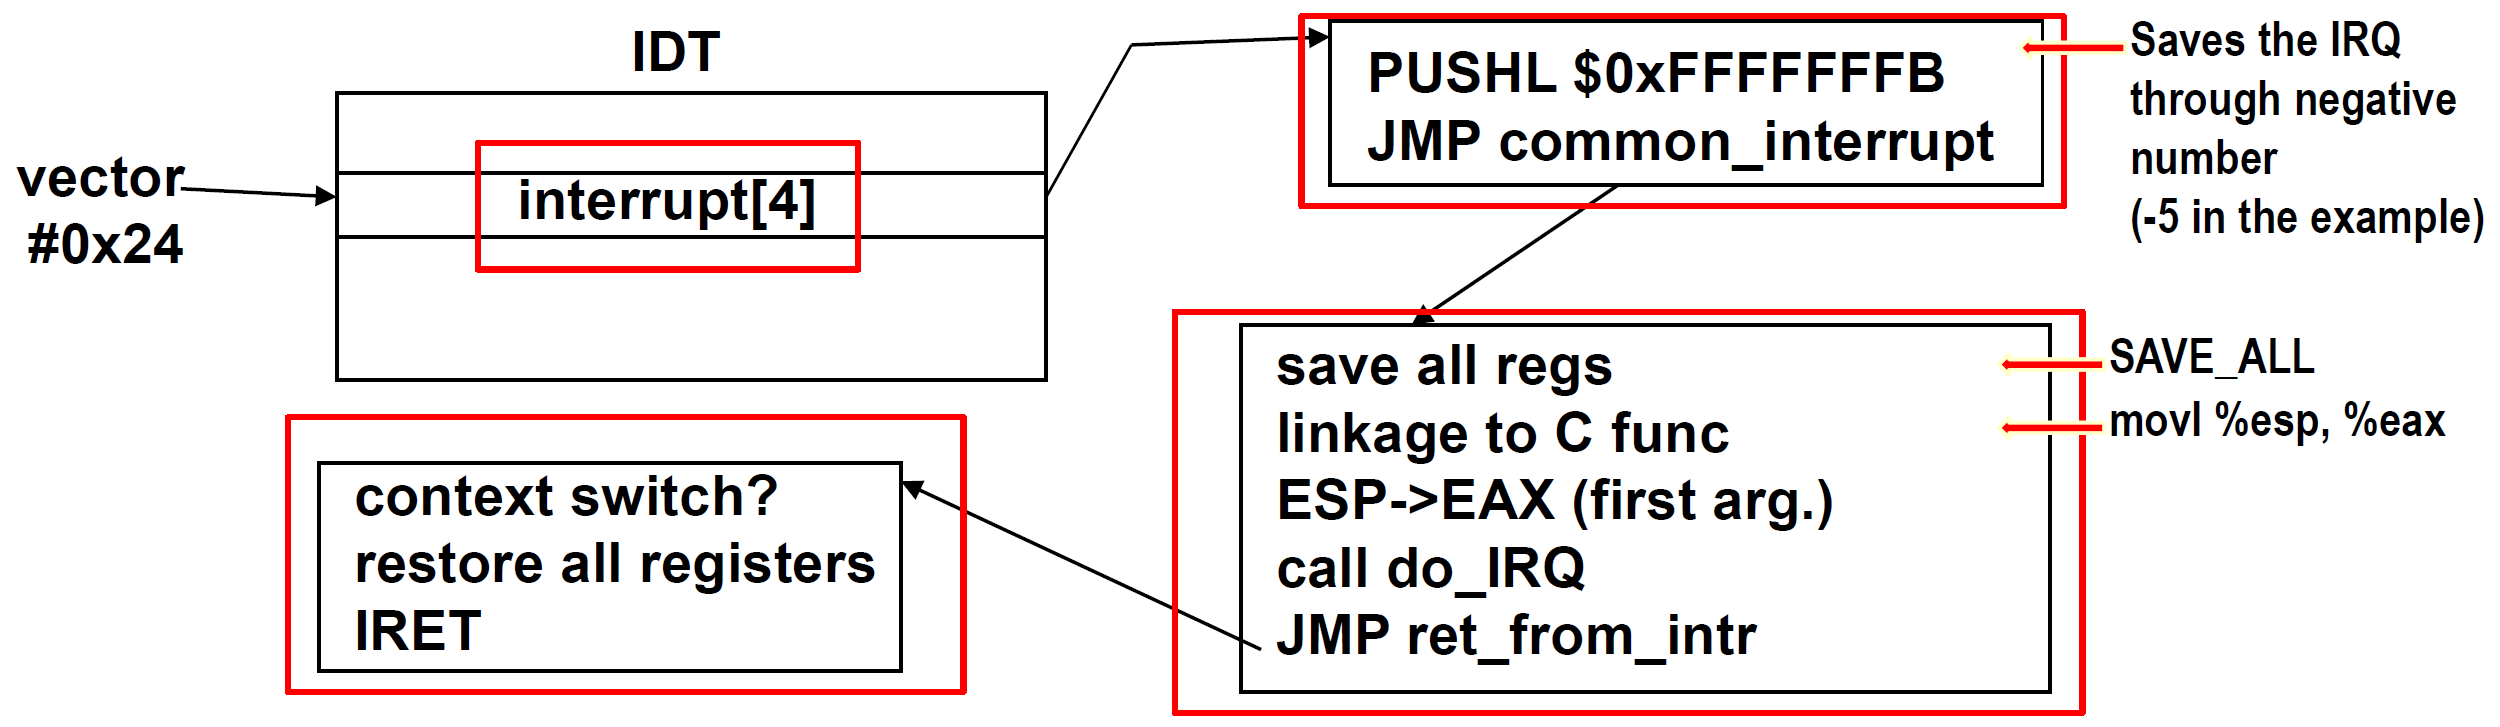 IDT
vector
#0x24
interrupt[4]
PUSHL $0xFFFFFFFB
JMP common_interrupt
Saves the IRQ
through negative
number
(-5 in the example)
save all regs
linkage to C func
ESP->EAX (first arg.)
call do_IRQ
JMP ret_from_intr
SAVE_ALL
movl %esp, %eax
context switch?
restore all registers
IRET